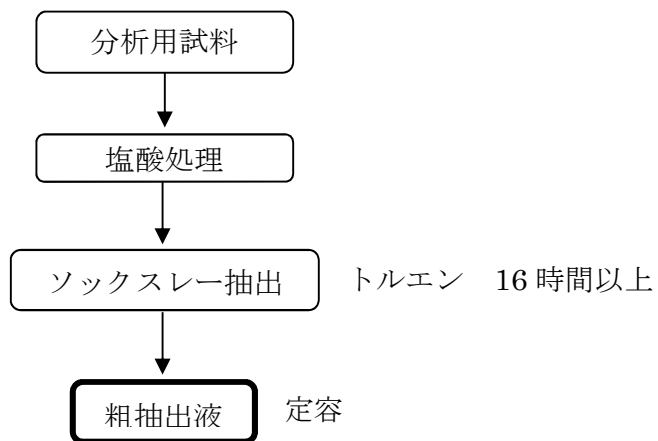 分析用試料
塩酸処理
ソックスレー抽出 トルエン 16 時間以上
粗抽出液 定容